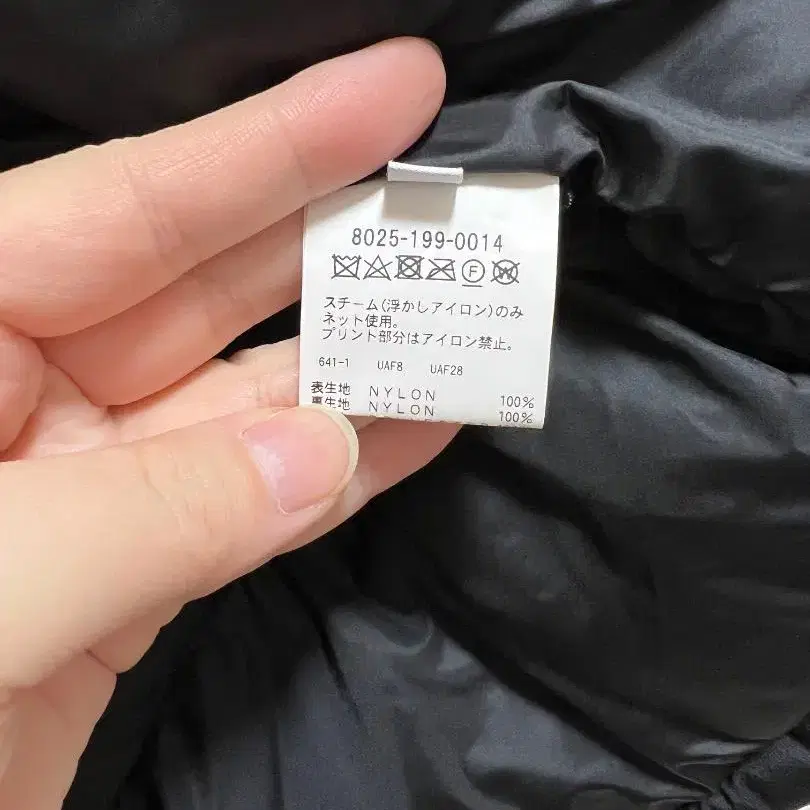 8025-199-0014
F W
スチーム(浮かしアイロン)のみ
ネット使用。
プリント部分はアイロン禁止。
641-1 UAF8 UAF28
表生地 NYLON 100%
裏生地 NYLON 100%